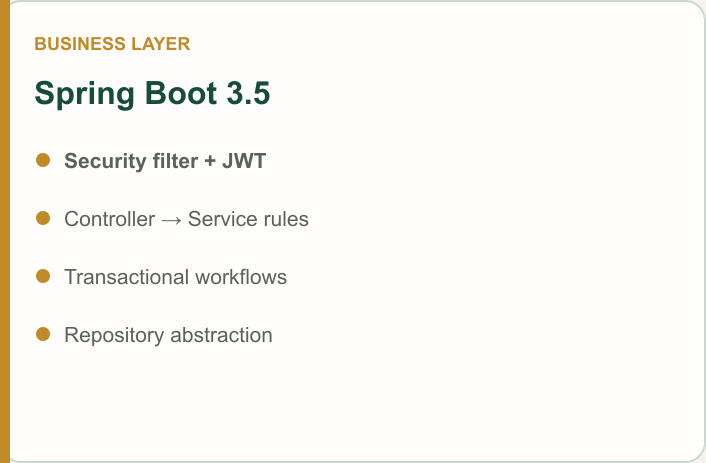 BUSINESS LAYER
Spring Boot 3.5
Security filter + JWT
Controller → Service rules
Transactional workflows
Repository abstraction